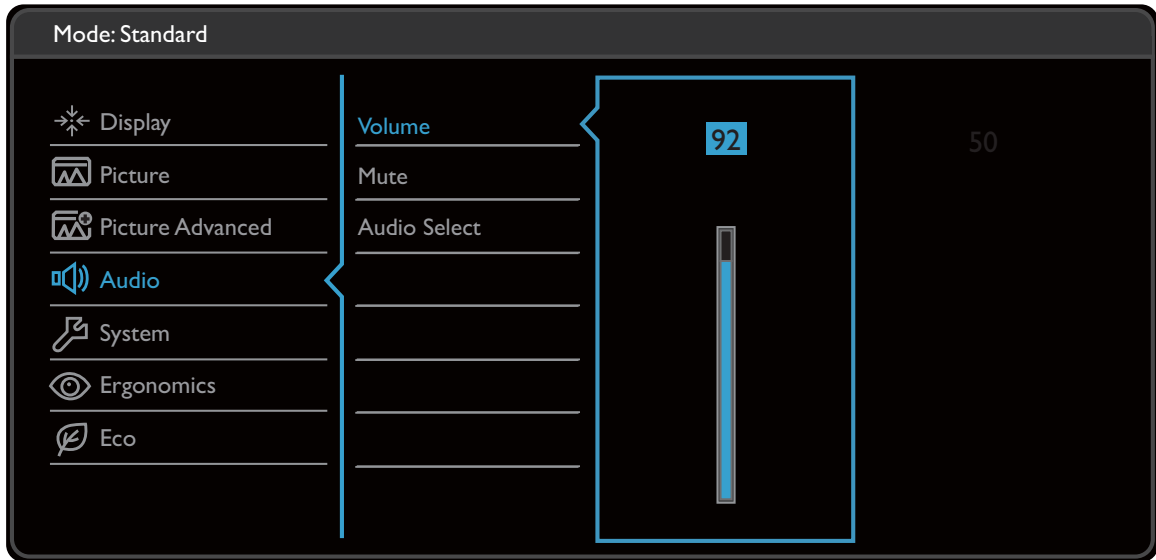 Mode: Standard
Display
Picture
Picture Advanced
Audio
System
Ergonomics
Eco
Volume
Mute
Audio Select
92
50